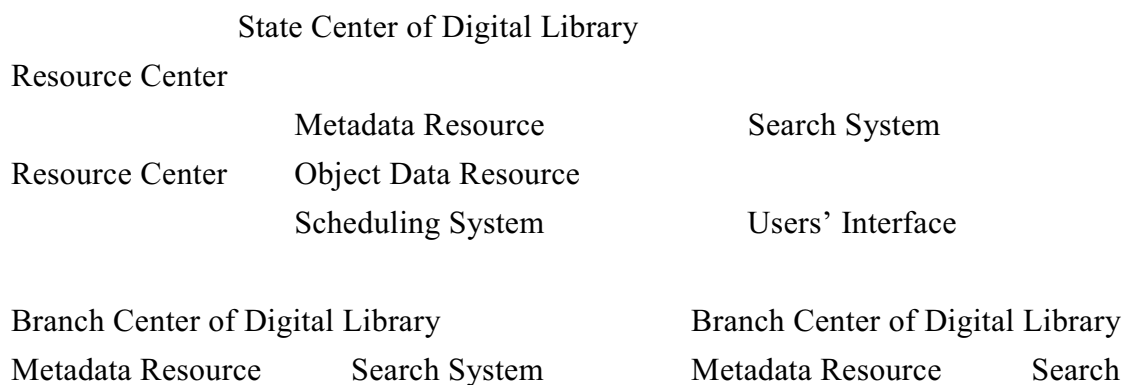 State Center of Digital Library
Resource Center
Metadata Resource Search System
Resource Center Object Data Resource
Scheduling System Users’ Interface
Branch Center of Digital Library Branch Center of Digital Library
Metadata Resource Search System Metadata Resource Search